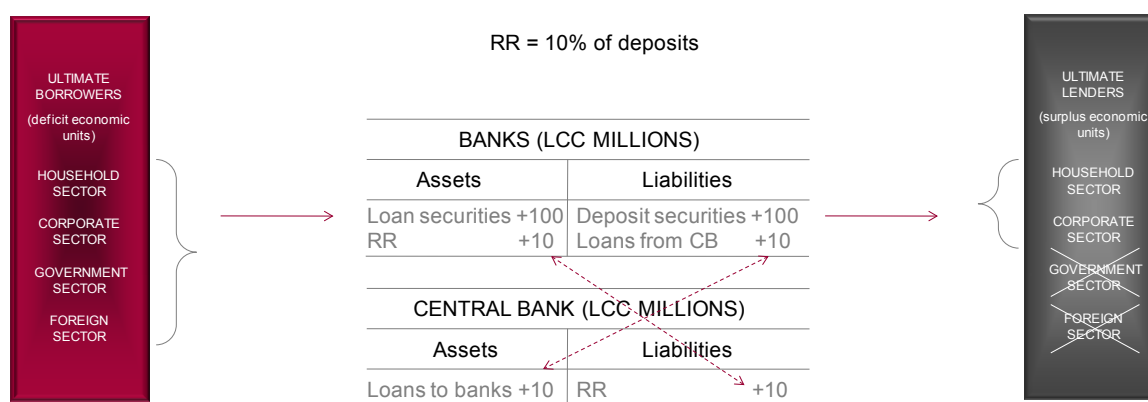 RR = 10% of deposits
ULTIMATE
BORROWERS
(deficit economic
units)
HOUSEHOLD
SECTOR
CORPORATE
SECTOR
GOVERNMENT
SECTOR
FOREIGN
SECTOR
BANKS (LCC MILLIONS)
Assets Liabilities
Loan securities +100 Deposit securities +100
RR +10 Loans from CB +10
CENTRAL BANK (LCC MILLIONS)
Assets Liabilities
Loans to banks +10 RR +10
ULTIMATE
LENDERS
(surplus economic
units)
HOUSEHOLD
SECTOR
CORPORATE
SECTOR
GOVERNMENT
SECTOR
FOREIGN
SECTOR